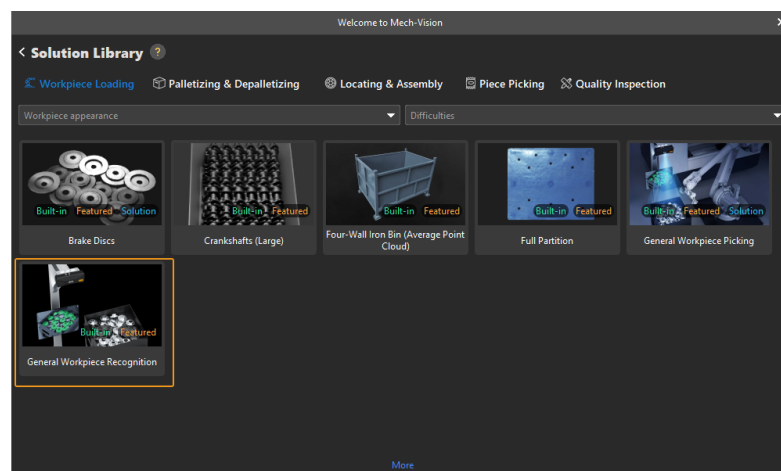 Welcome to Mech-Vision
Solution Library ?
Workpiece Loading Palletizing & Depalletizing Locating & Assembly Piece Picking Quality Inspection
Workpiece appearance Difficulties
Built-in Featured Solution
Brake Discs
Built-in Featured
Crankshafts (Large)
Built-in Featured
Four-Wall Iron Bin (Average Point
Cloud)
Built-in Featured
Full Partition
Built-in Featured Solution
General Workpiece Picking
Built-in Featured
General Workpiece Recognition
More